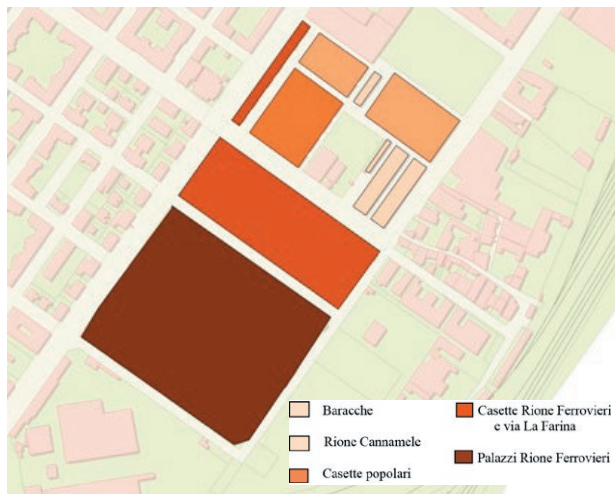 Baracche
Rione Cannamele
Casette popolari
Casette Rione Ferrovieri
e via La Farina
Palazzi Rione Ferrovieri